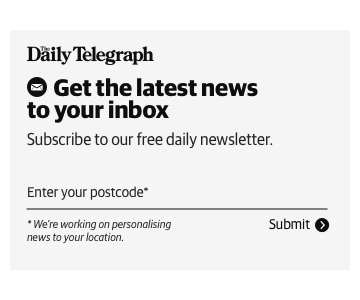 The Daily Telegraph
Get the latest news
to your inbox
Subscribe to our free daily newsletter.
Enter your postcode*
* We're working on personalising
news to your location.
Submit